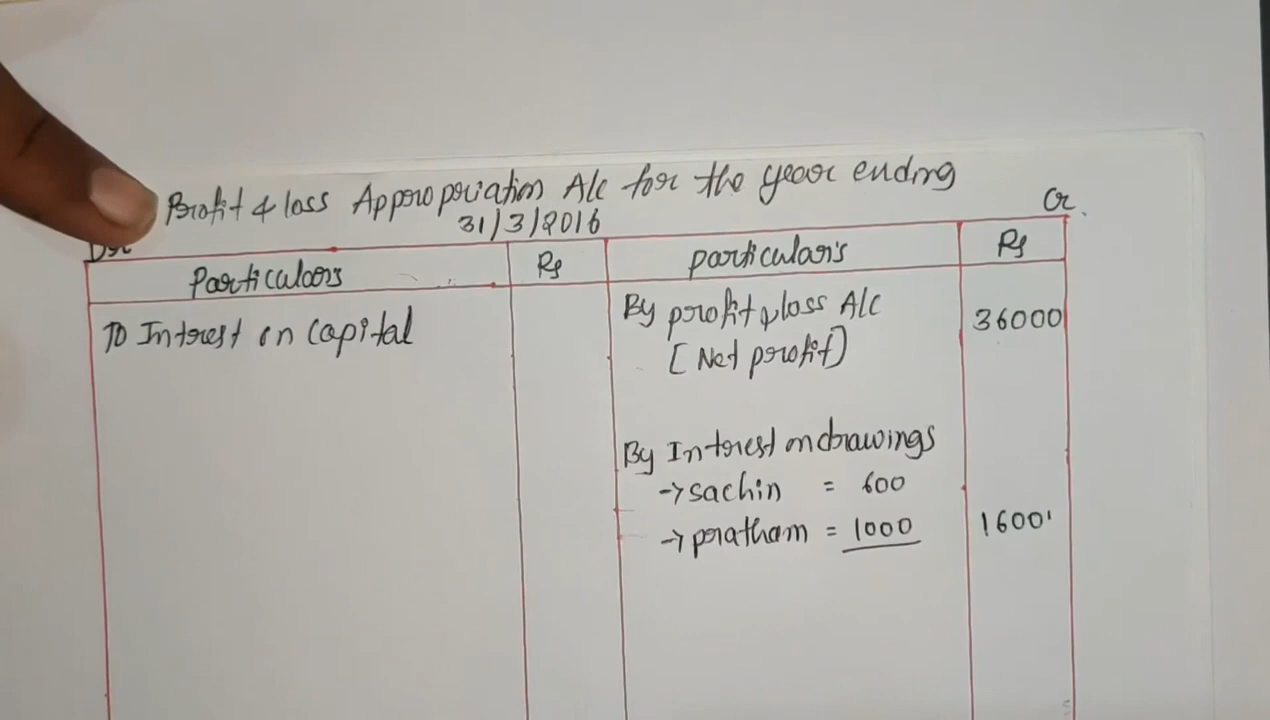 Profit & loss Appropriation A/c for the year ending
31/3/2016
Dr
Cr.
Particulars Rs particulars Rs
To Interest on capital
By profit & loss A/c 36000
[Net profit]
By Interest on drawings
→ sachin = 600
→ pratham = 1000 1600